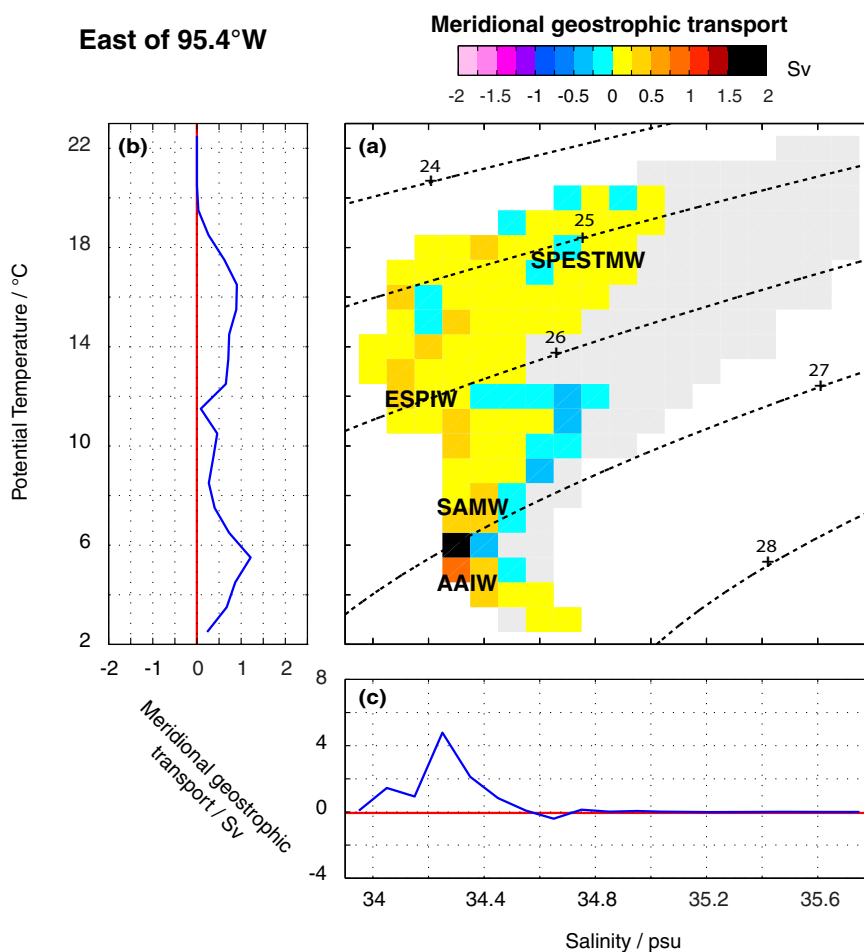 East of 95.4°W
Meridional geostrophic transport
Sv
-2 -1.5 -1 -0.5 0 0.5 1 1.5 2
(b)
(a)
22
18
14
10
6
2
Potential Temperature / °C
24
25
SPESTMW
26
27
ESPIW
SAMW
28
AAIW
-2 -1 0 1 2
Meridional geostrophic
transport / Sv
(c)
8
4
0
-4
34 34.4 34.8 35.2 35.6
Salinity / psu